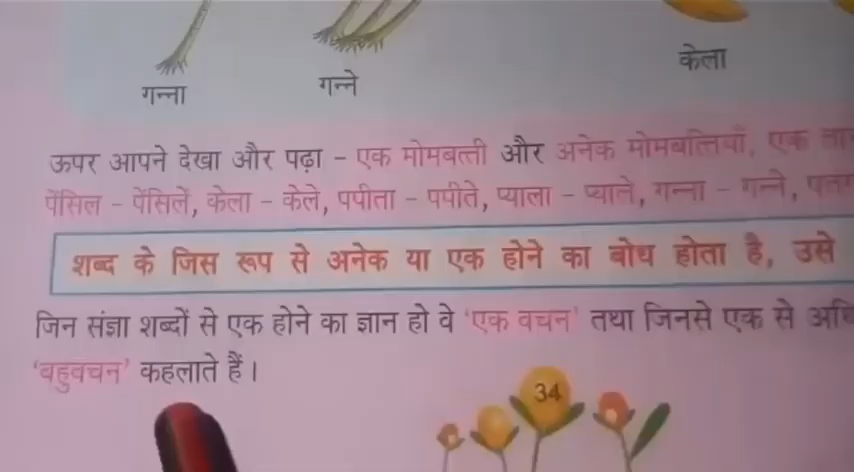 गन्ना
गन्ने
केला
ऊपर आपने देखा और पढ़ा – एक मोमबत्ती और अनेक मोमबत्तियाँ, एक
पेंसिल – पेंसिलें, केला – केले, पपीता – पपीते, प्याला – प्याले, गन्ना – गन्ने,
शब्द के जिस रूप से अनेक या एक होने का बोध होता है, उसे
जिन संज्ञा शब्दों से एक होने का ज्ञान हो वे ‘एक वचन’ तथा जिनसे एक से
‘बहुवचन’ कहलाते हैं।
34